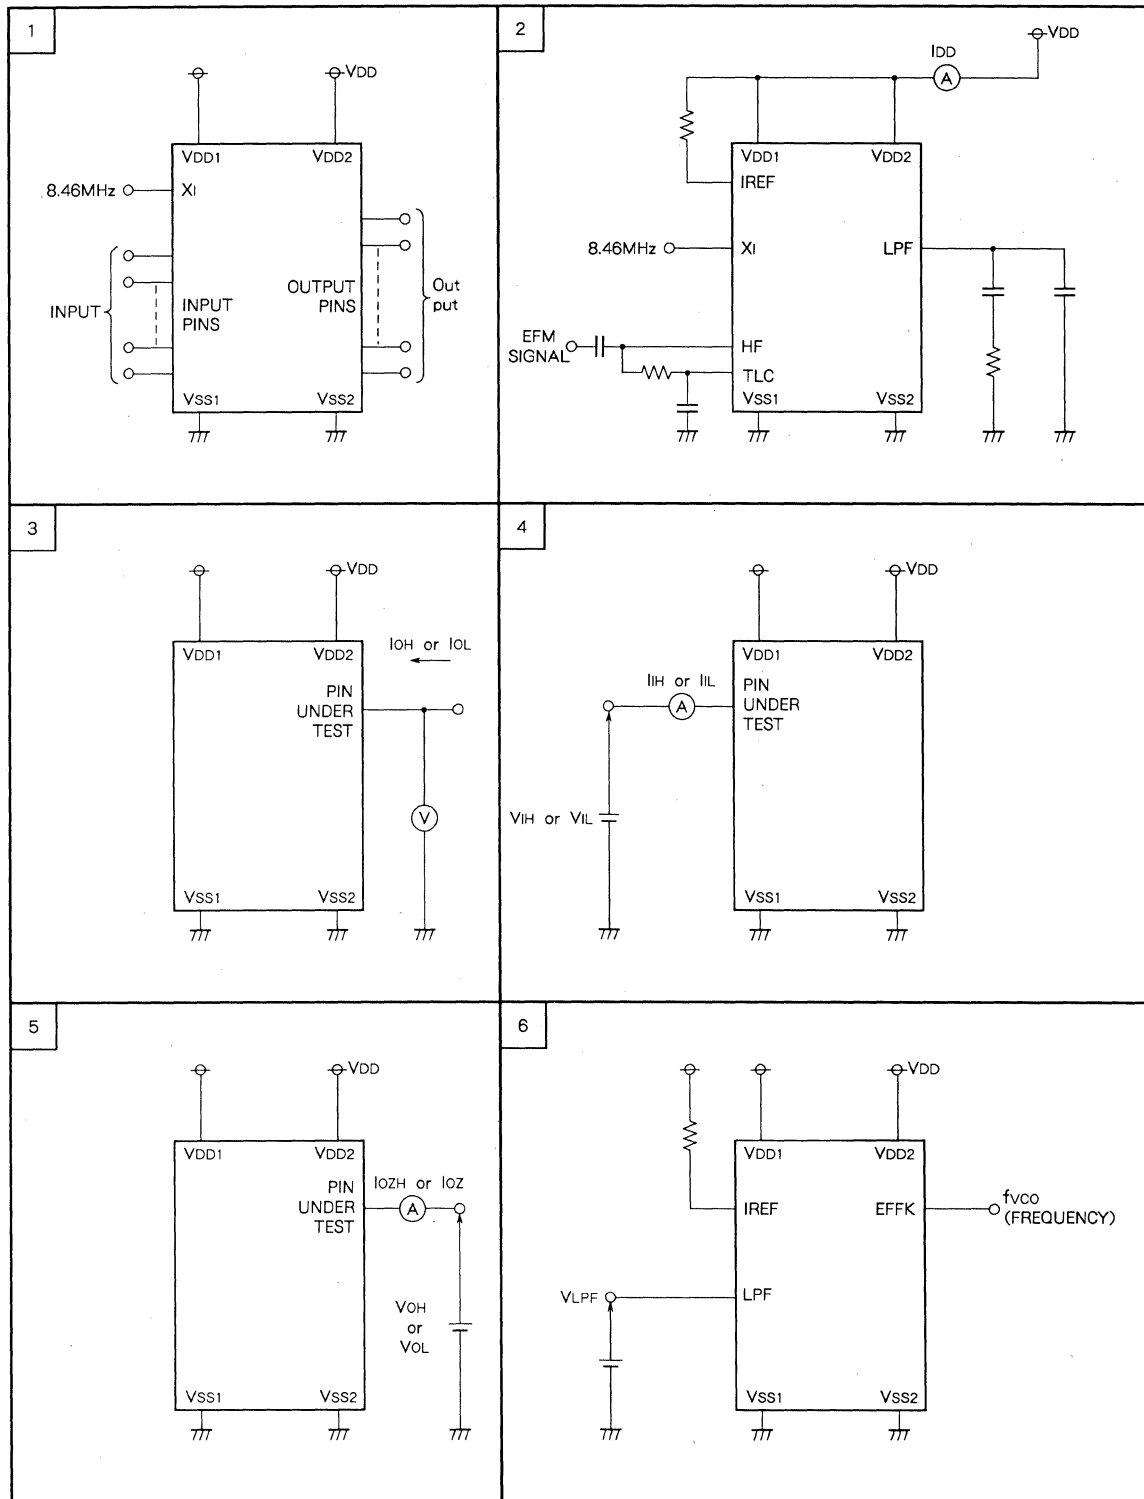 1
VDD
VDD1
VDD2
8.46MHz
XI
INPUT
INPUT
PINS
OUTPUT
PINS
Out
put
VSS1
VSS2
2
IDD
VDD
A
VDD1
VDD2
IREF
8.46MHz
XI
LPF
EFM
SIGNAL
HF
TLC
VSS1
VSS2
3
VDD
VDD1
VDD2
IOH or IOL
PIN
UNDER
TEST
V
VSS1
VSS2
4
VDD
VDD1
VDD2
IIH or IIL
A
PIN
UNDER
TEST
VIH or VIL
VSS1
VSS2
5
VDD
VDD1
VDD2
PIN
UNDER
TEST
IOZH or IOZ
A
VOH
or
VOL
VSS1
VSS2
6
VDD
VDD1
VDD2
IREF
EFFK
fVCO
(FREQUENCY)
VLPF
LPF
VSS1
VSS2